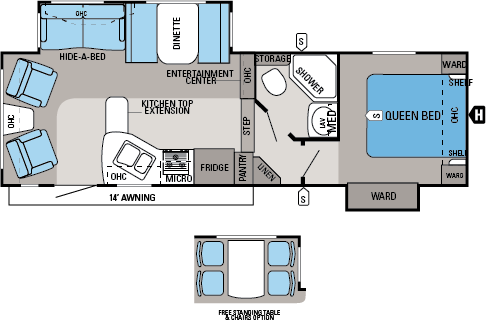 OHC
HIDE-A-BED
DINETTE
S
STORAGE
WARD
ENTERTAINMENT
CENTER
OHC
SHOWER
SHELF
KITCHEN TOP
EXTENSION
OHC
LAV
MED
S
QUEEN BED
OHC
H
STEP
OHC
MICRO
FRIDGE
PANTRY
LINEN
SHELF
WARD
14' AWNING
S
WARD
FREE STANDING TABLE
& CHAIRS OPTION